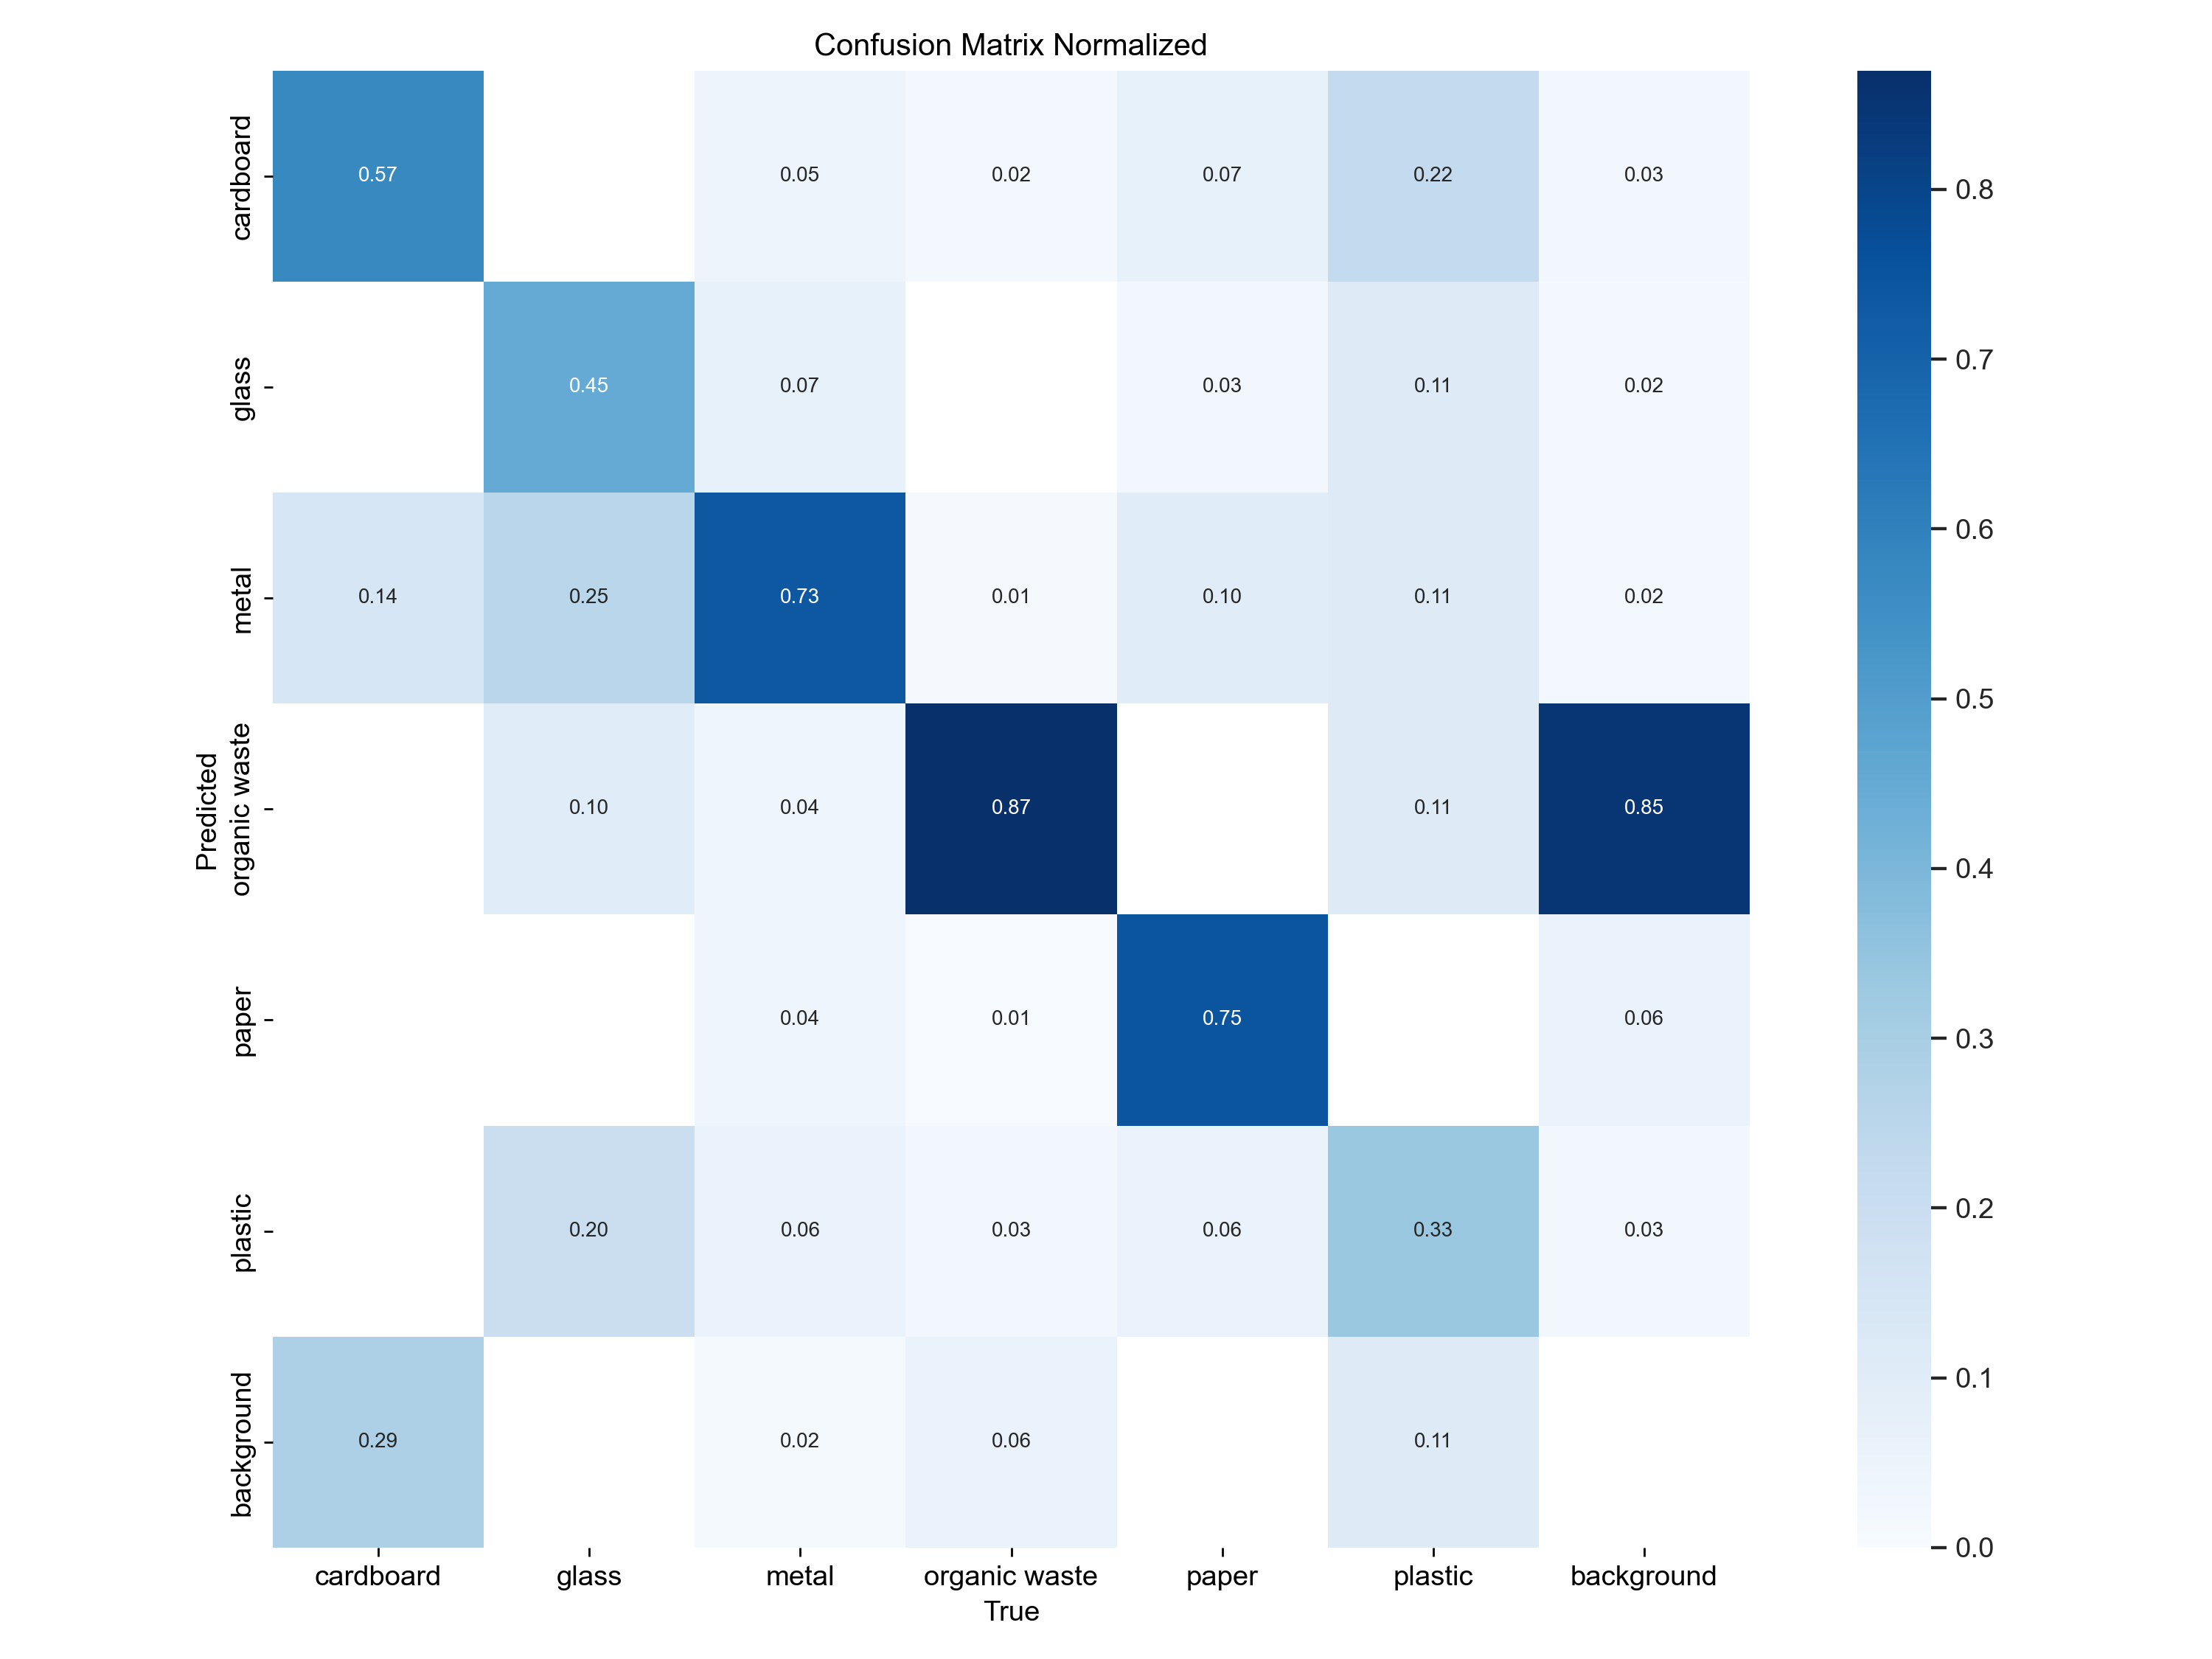 Confusion Matrix Normalized
cardboard 0.57 0.05 0.02 0.07 0.22 0.03
glass 0.45 0.07 0.03 0.11 0.02
metal 0.14 0.25 0.73 0.01 0.10 0.11 0.02
Predicted
organic waste 0.10 0.04 0.87 0.11 0.85
paper 0.04 0.01 0.75 0.06
plastic 0.20 0.06 0.03 0.06 0.33 0.03
background 0.29 0.02 0.06 0.11
cardboard glass metal organic waste paper plastic background
True
0.8
0.7
0.6
0.5
0.4
0.3
0.2
0.1
0.0